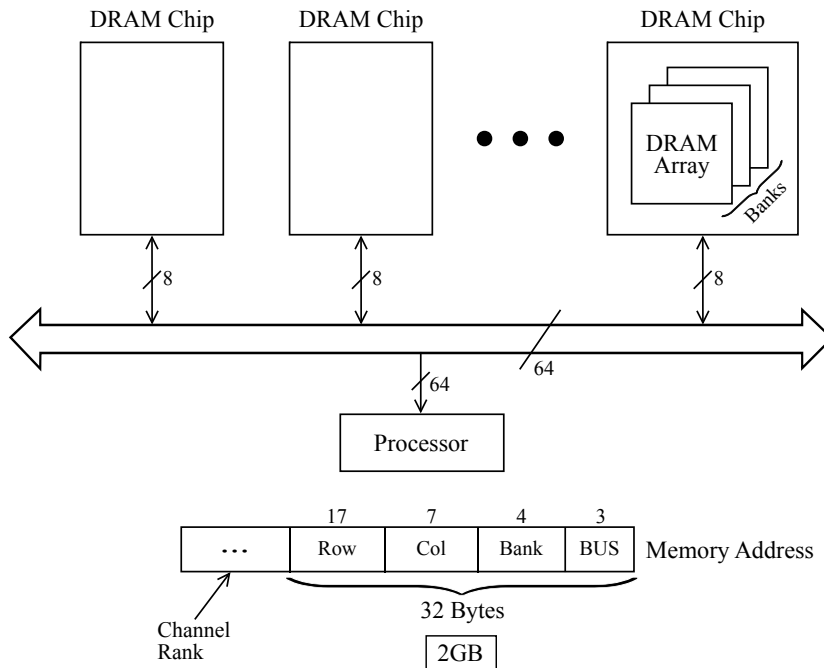 DRAM Chip DRAM Chip DRAM Chip
DRAM
Array
Banks
8 8 8
64
64
Processor
17 7 4 3
... Row Col Bank BUS Memory Address
32 Bytes
Channel
Rank
2GB